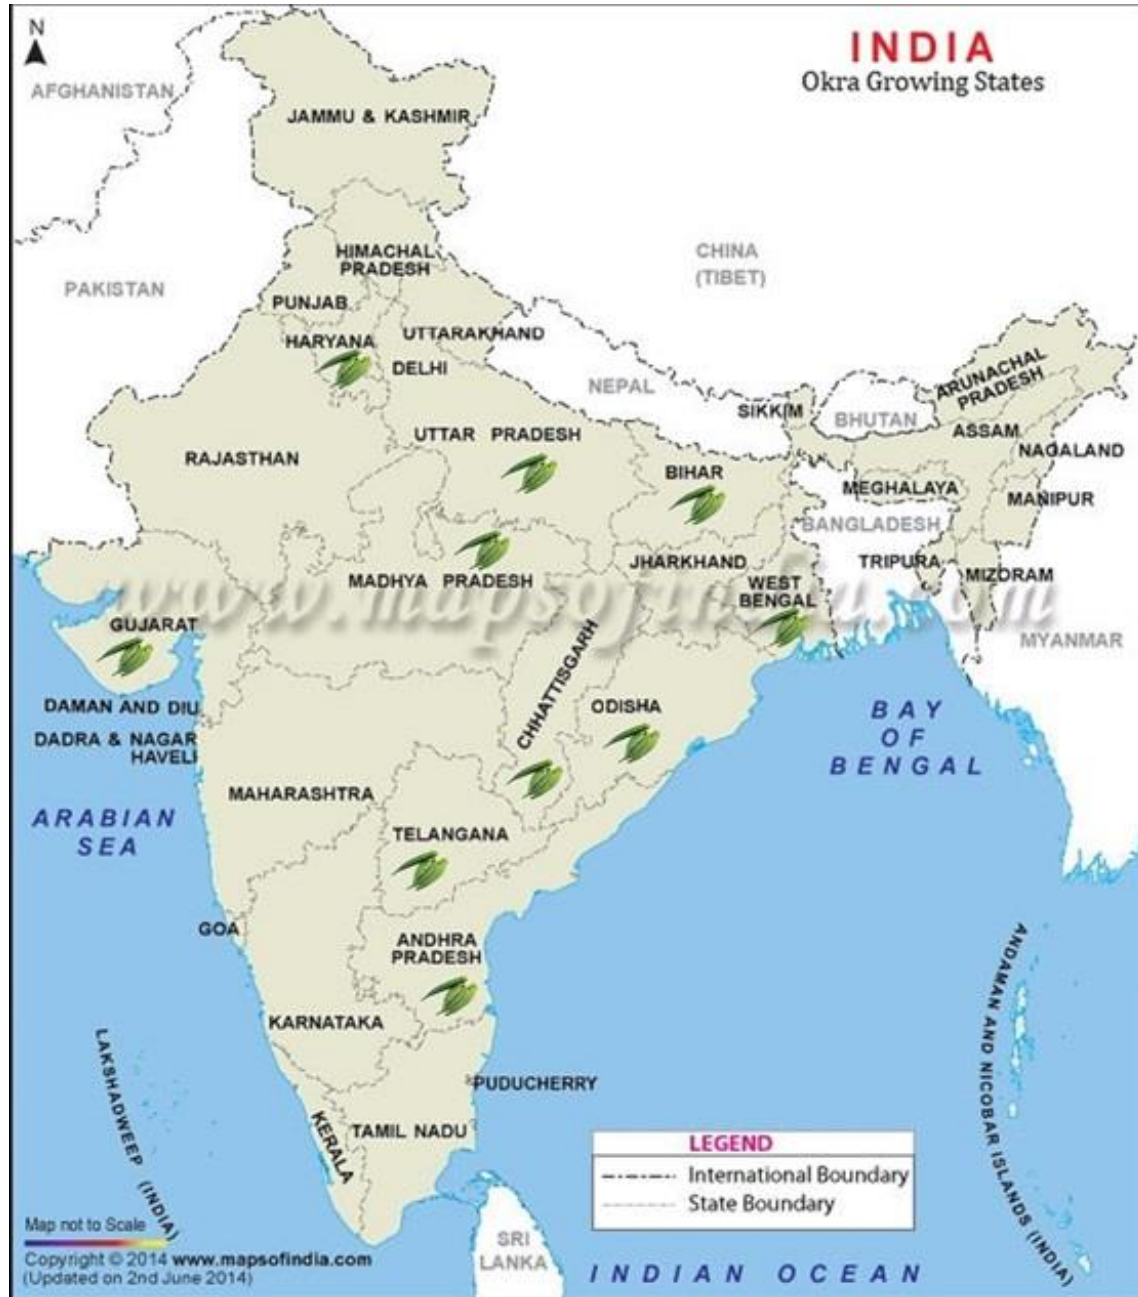 N
INDIA
Okra Growing States
AFGHANISTAN
JAMMU & KASHMIR
HIMACHAL
PRADESH
CHINA
(TIBET)
PAKISTAN
PUNJAB
HARYANA
UTTARAKHAND
DELHI
NEPAL
SIKKIM
BHUTAN
ARUNACHAL
PRADESH
ASSAM
NAGALAND
UTTAR PRADESH
RAJASTHAN
BIHAR
MEGHALAYA
MANIPUR
BANGLADESH
JHARKHAND
TRIPURA
MIZORAM
MADHYA PRADESH
WEST
BENGAL
www.mapsofindia.com
GUJARAT
MYANMAR
CHHATTISGARH
ODISHA
DAMAN AND DIU
DADRA & NAGAR
HAVELI
BAY
OF
BENGAL
MAHARASHTRA
ARABIAN
SEA
TELANGANA
GOA
ANDHRA
PRADESH
KARNATAKA
ANDAMAN AND NICOBAR ISLANDS (INDIA)
LAKSHADWEEP (INDIA)
PUDUCHERRY
KERALA
TAMIL NADU
LEGEND
International Boundary
State Boundary
SRI
LANKA
INDIAN OCEAN
Map not to Scale
Copyright © 2014 www.mapsofindia.com
(Updated on 2nd June 2014)